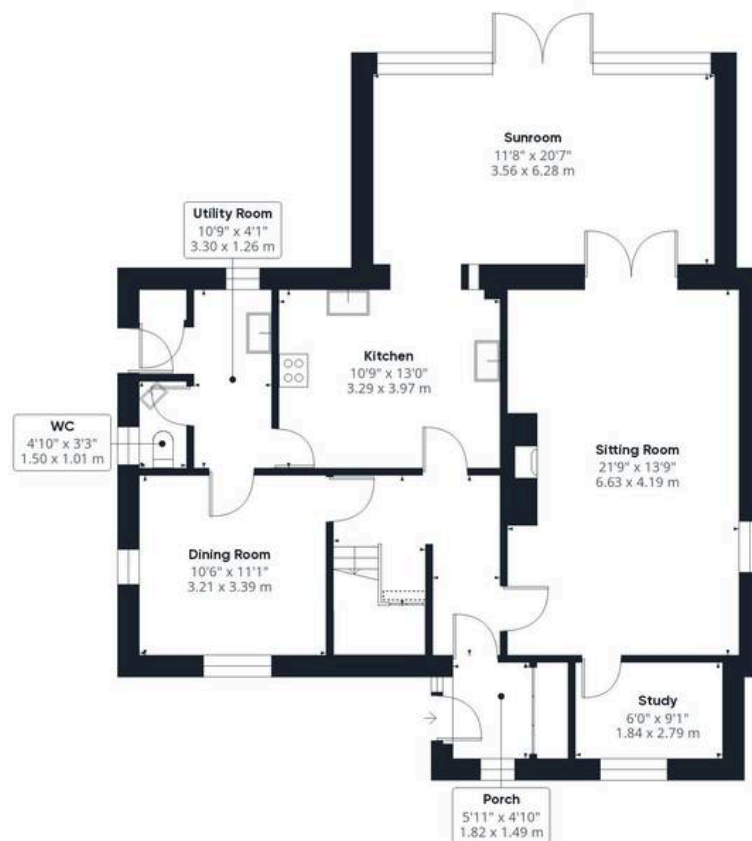 Sunroom
11'8" x 20'7"
3.56 x 6.28 m
Utility Room
10'9" x 4'1"
3.30 x 1.26 m
Kitchen
10'9" x 13'0"
3.29 x 3.97 m
WC
4'10" x 3'3"
1.50 x 1.01 m
Sitting Room
21'9" x 13'9"
6.63 x 4.19 m
Dining Room
10'6" x 11'1"
3.21 x 3.39 m
Study
6'0" x 9'1"
1.84 x 2.79 m
Porch
5'11" x 4'10"
1.82 x 1.49 m